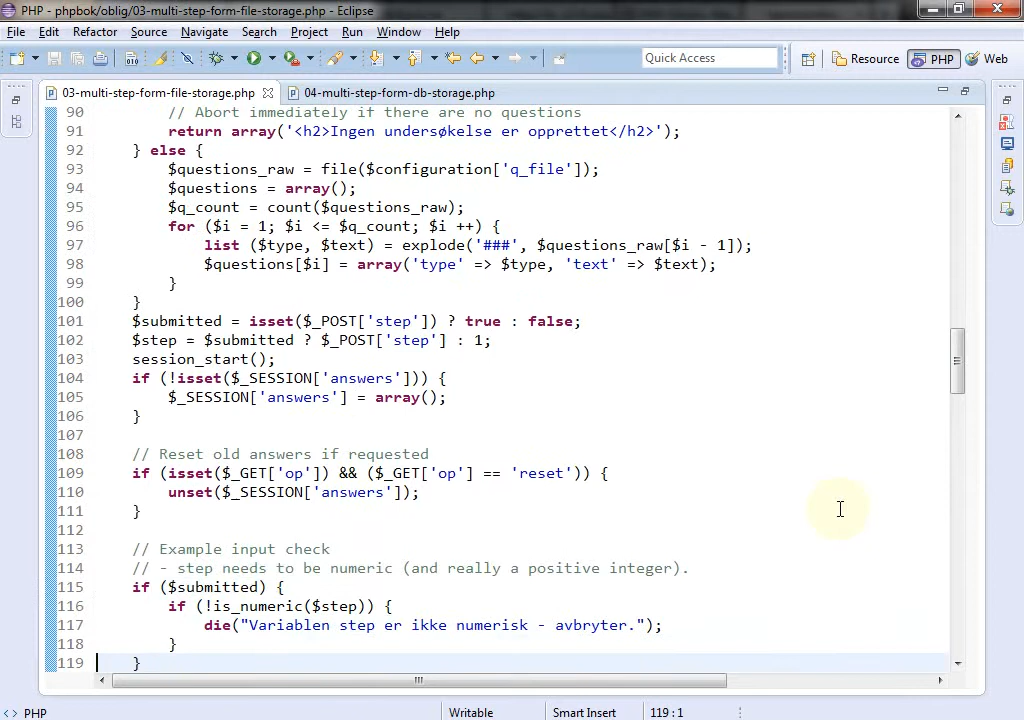 PHP - phpbok/oblig/03-multi-step-form-file-storage.php - Eclipse
File Edit Refactor Source Navigate Search Project Run Window Help
Quick Access
Resource
PHP
Web
03-multi-step-form-file-storage.php
04-multi-step-form-db-storage.php
90 // Abort immediately if there are no questions
91 return array('<h2>Ingen undersøkelse er opprettet</h2>');
92 } else {
93 $questions_raw = file($configuration['q_file']);
94 $questions = array();
95 $q_count = count($questions_raw);
96 for ($i = 1; $i <= $q_count; $i ++) {
97 list ($type, $text) = explode('###', $questions_raw[$i - 1]);
98 $questions[$i] = array('type' => $type, 'text' => $text);
99 }
100 }
101 $submitted = isset($_POST['step']) ? true : false;
102 $step = $submitted ? $_POST['step'] : 1;
103 session_start();
104 if (!isset($_SESSION['answers'])) {
105 $_SESSION['answers'] = array();
106 }
107
108 // Reset old answers if requested
109 if (isset($_GET['op']) && ($_GET['op'] == 'reset')) {
110 unset($_SESSION['answers']);
111 }
112
113 // Example input check
114 // - step needs to be numeric (and really a positive integer).
115 if ($submitted) {
116 if (!is_numeric($step)) {
117 die("Variablen step er ikke numerisk - avbryter.");
118 }
119 }
<> PHP
Writable
Smart Insert
119 : 1